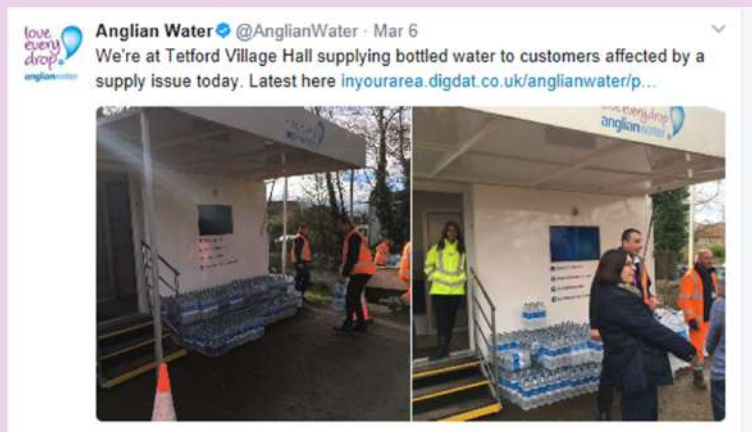 love
every
drop.
anglianwater
Anglian Water @AnglianWater · Mar 6
We're at Tetford Village Hall supplying bottled water to customers affected by a
supply issue today. Latest here inyourarea.digdat.co.uk/anglianwater/p…
love every drop
anglianwater